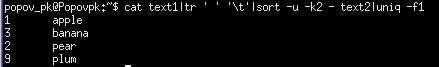 popov_pk@Popovpk:~$ cat text1|tr ' ' '\t'|sort -u -k2 - text2|uniq -f1
1 apple
3 banana
2 pear
9 plum